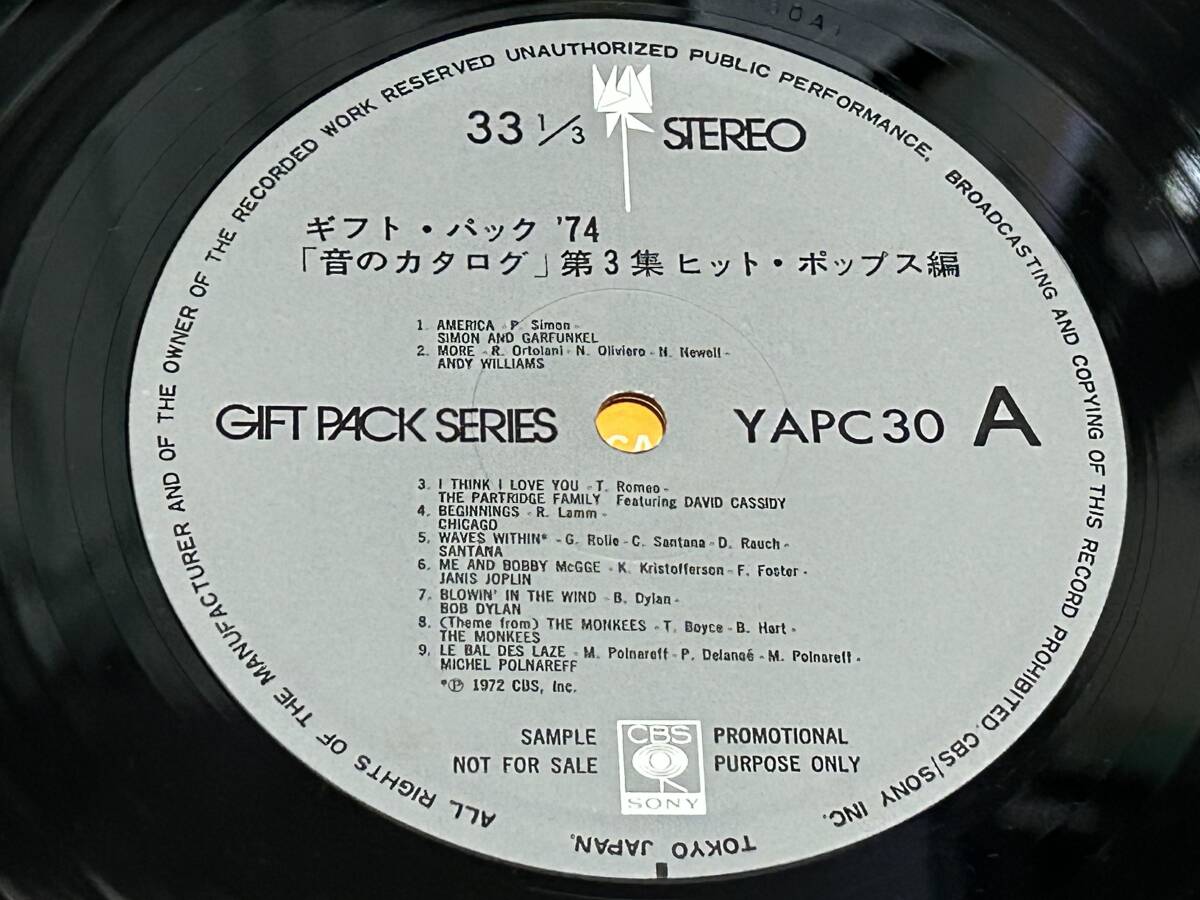 ALL RIGHTS OF THE MANUFACTURER AND OF THE OWNER OF THE RECORDED WORK RESERVED UNAUTHORIZED PUBLIC PERFORMANCE, BROADCASTING AND COPYING OF THIS RECORD PROHIBITED. CBS/SONY INC. TOKYO JAPAN.
33 1/3 STEREO
ギフト・パック '74
「音のカタログ」第3集 ヒット・ポップス編
1. AMERICA - P. Simon -
SIMON AND GARFUNKEL
2. MORE - R. Ortolani - N. Oliviero - N. Newell -
ANDY WILLIAMS
GIFT PACK SERIES YAPC 30 A
3. I THINK I LOVE YOU - T. Romeo -
THE PARTRIDGE FAMILY Featuring DAVID CASSIDY
4. BEGINNINGS - R. Lamm -
CHICAGO
5. WAVES WITHIN* - G. Rolie - C. Santana - D. Rauch -
SANTANA
6. ME AND BOBBY McGGE - K. Kristofferson - F. Foster -
JANIS JOPLIN
7. BLOWIN' IN THE WIND - B. Dylan -
BOB DYLAN
8. (Theme from) THE MONKEES - T. Boyce - B. Hart -
THE MONKEES
9. LE BAL DES LAZE - M. Polnareff - P. Delanoé - M. Polnareff -
MICHEL POLNAREFF
*Ⓟ 1972 CBS, Inc.
SAMPLE CBS PROMOTIONAL
NOT FOR SALE SONY PURPOSE ONLY